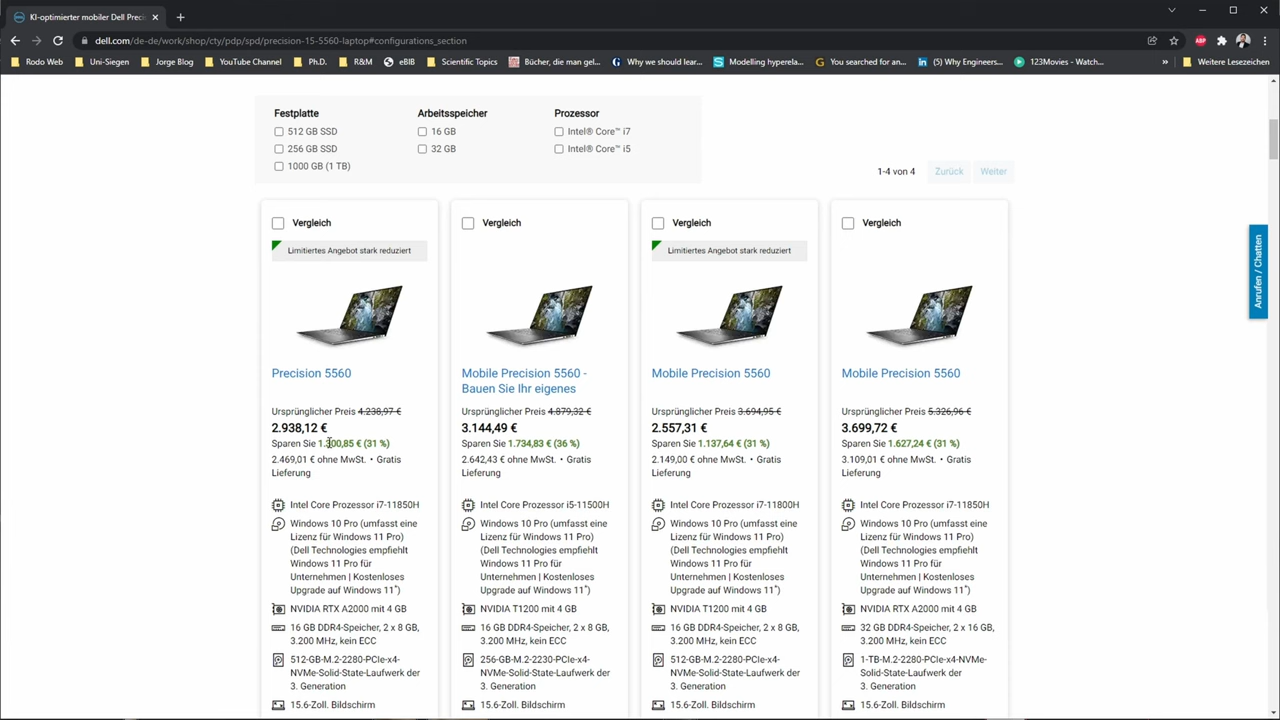 KI-optimierter mobiler Dell Preci
dell.com/de-de/work/shop/cty/pdp/spd/precision-15-5560-laptop#configurations_section
Rodo Web
Uni-Siegen
Jorge Blog
YouTube Channel
Ph.D.
R&M
eBIB
Scientific Topics
Bücher, die man gel...
Why we should lear...
Modelling hyperela...
You searched for an...
(5) Why Engineers...
123Movies - Watch...
»
Weitere Lesezeichen
Festplatte
512 GB SSD
256 GB SSD
1000 GB (1 TB)
Arbeitsspeicher
16 GB
32 GB
Prozessor
Intel® Core™ i7
Intel® Core™ i5
1-4 von 4
Zurück
Weiter
Anrufen / Chatten
Vergleich
Limitiertes Angebot stark reduziert
Precision 5560
Ursprünglicher Preis 4.238,97 €
2.938,12 €
Sparen Sie 1.300,85 € (31 %)
2.469,01 € ohne MwSt. • Gratis
Lieferung
Intel Core Prozessor i7-11850H
Windows 10 Pro (umfasst eine
Lizenz für Windows 11 Pro)
(Dell Technologies empfiehlt
Windows 11 Pro für
Unternehmen | Kostenloses
Upgrade auf Windows 11*)
NVIDIA RTX A2000 mit 4 GB
16 GB DDR4-Speicher, 2 x 8 GB,
3.200 MHz, kein ECC
512-GB-M.2-2280-PCIe-x4-
NVMe-Solid-State-Laufwerk der
3. Generation
15.6-Zoll. Bildschirm
Vergleich
Mobile Precision 5560 -
Bauen Sie Ihr eigenes
Ursprünglicher Preis 4.879,32 €
3.144,49 €
Sparen Sie 1.734,83 € (36 %)
2.642,43 € ohne MwSt. • Gratis
Lieferung
Intel Core Prozessor i5-11500H
Windows 10 Pro (umfasst eine
Lizenz für Windows 11 Pro)
(Dell Technologies empfiehlt
Windows 11 Pro für
Unternehmen | Kostenloses
Upgrade auf Windows 11*)
NVIDIA T1200 mit 4 GB
16 GB DDR4-Speicher, 2 x 8 GB,
3.200 MHz, kein ECC
256-GB-M.2-2230-PCIe-x4-
NVMe-Solid-State-Laufwerk der
3. Generation
15.6-Zoll. Bildschirm
Vergleich
Limitiertes Angebot stark reduziert
Mobile Precision 5560
Ursprünglicher Preis 3.694,95 €
2.557,31 €
Sparen Sie 1.137,64 € (31 %)
2.149,00 € ohne MwSt. • Gratis
Lieferung
Intel Core Prozessor i7-11800H
Windows 10 Pro (umfasst eine
Lizenz für Windows 11 Pro)
(Dell Technologies empfiehlt
Windows 11 Pro für
Unternehmen | Kostenloses
Upgrade auf Windows 11*)
NVIDIA T1200 mit 4 GB
16 GB DDR4-Speicher, 2 x 8 GB,
3.200 MHz, kein ECC
512-GB-M.2-2280-PCIe-x4-
NVMe-Solid-State-Laufwerk der
3. Generation
15.6-Zoll. Bildschirm
Vergleich
Mobile Precision 5560
Ursprünglicher Preis 5.326,96 €
3.699,72 €
Sparen Sie 1.627,24 € (31 %)
3.109,01 € ohne MwSt. • Gratis
Lieferung
Intel Core Prozessor i7-11850H
Windows 10 Pro (umfasst eine
Lizenz für Windows 11 Pro)
(Dell Technologies empfiehlt
Windows 11 Pro für
Unternehmen | Kostenloses
Upgrade auf Windows 11*)
NVIDIA RTX A2000 mit 4 GB
32 GB DDR4-Speicher, 2 x 16 GB,
3.200 MHz, kein ECC
1-TB-M.2-2280-PCIe-x4-NVMe-
Solid-State-Laufwerk der
3. Generation
15.6-Zoll. Bildschirm